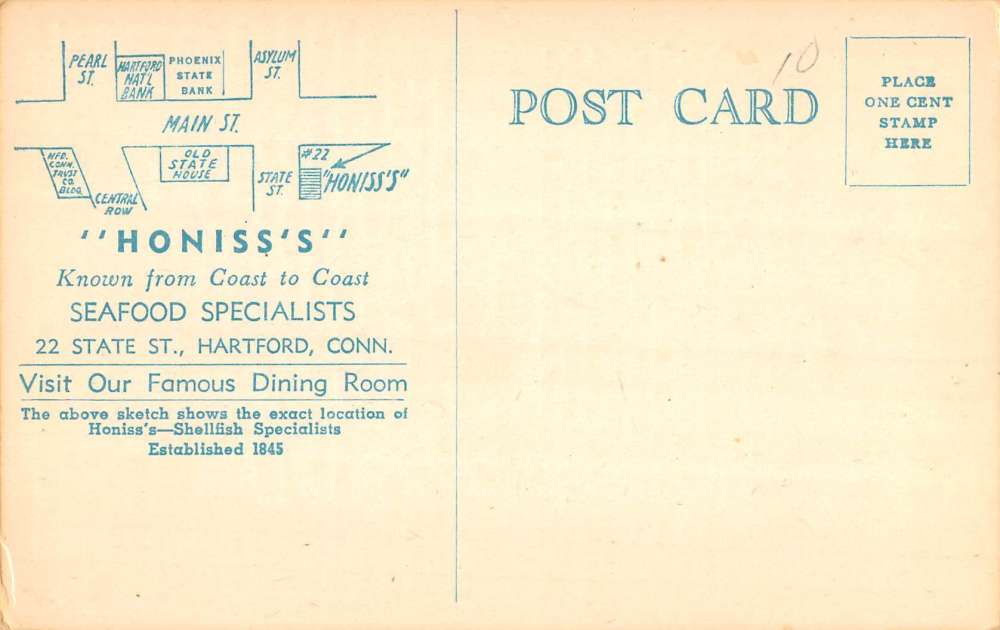 PEARL
ST.
HARTFORD
NAT'L
BANK
PHOENIX
STATE
BANK
ASYLUM
ST.
MAIN ST.
HFD.
CONN.
TRUST
CO.
BLDG.
CENTRAL
ROW
OLD
STATE
HOUSE
STATE
ST.
#22
"HONISS'S"
''HONISS'S''
Known from Coast to Coast
SEAFOOD SPECIALISTS
22 STATE ST., HARTFORD, CONN.
Visit Our Famous Dining Room
The above sketch shows the exact location of
Honiss's—Shellfish Specialists
Established 1845
10
POST CARD
PLACE
ONE CENT
STAMP
HERE